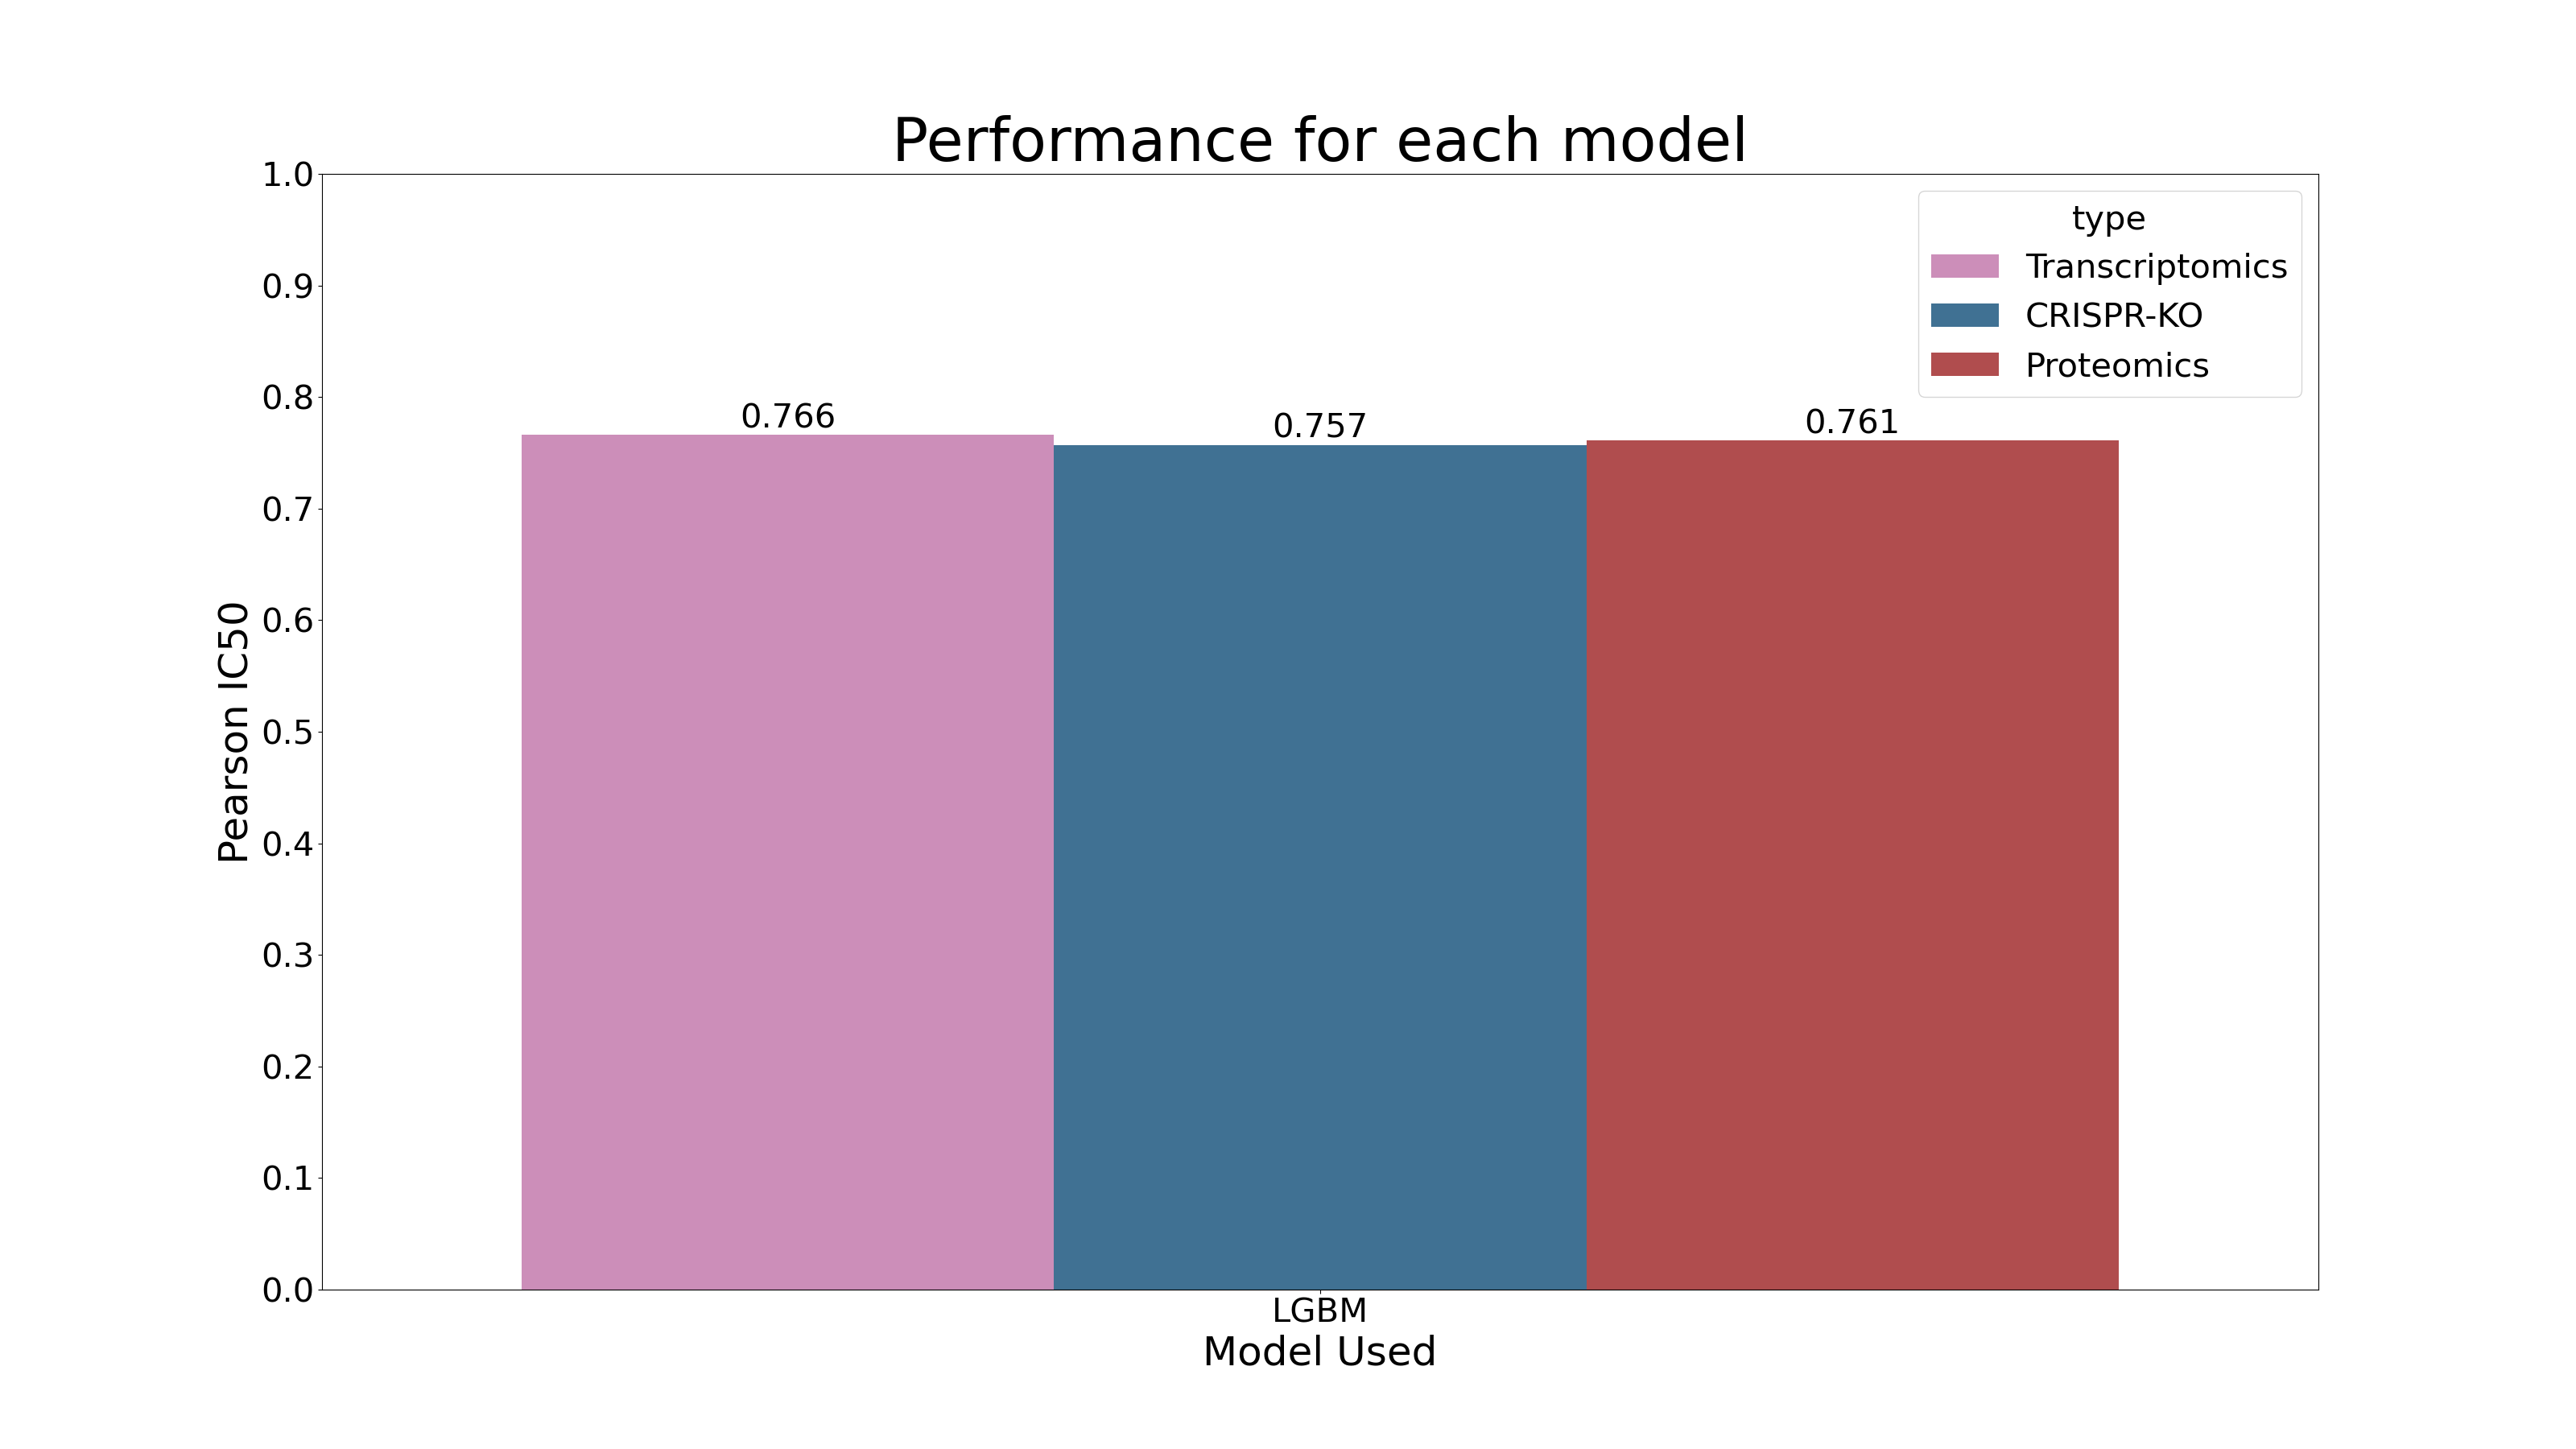 Performance for each model
1.0
0.9
0.8
0.7
0.6
0.5
0.4
0.3
0.2
0.1
0.0
Pearson IC50
type
Transcriptomics
CRISPR-KO
Proteomics
0.766
0.757
0.761
LGBM
Model Used